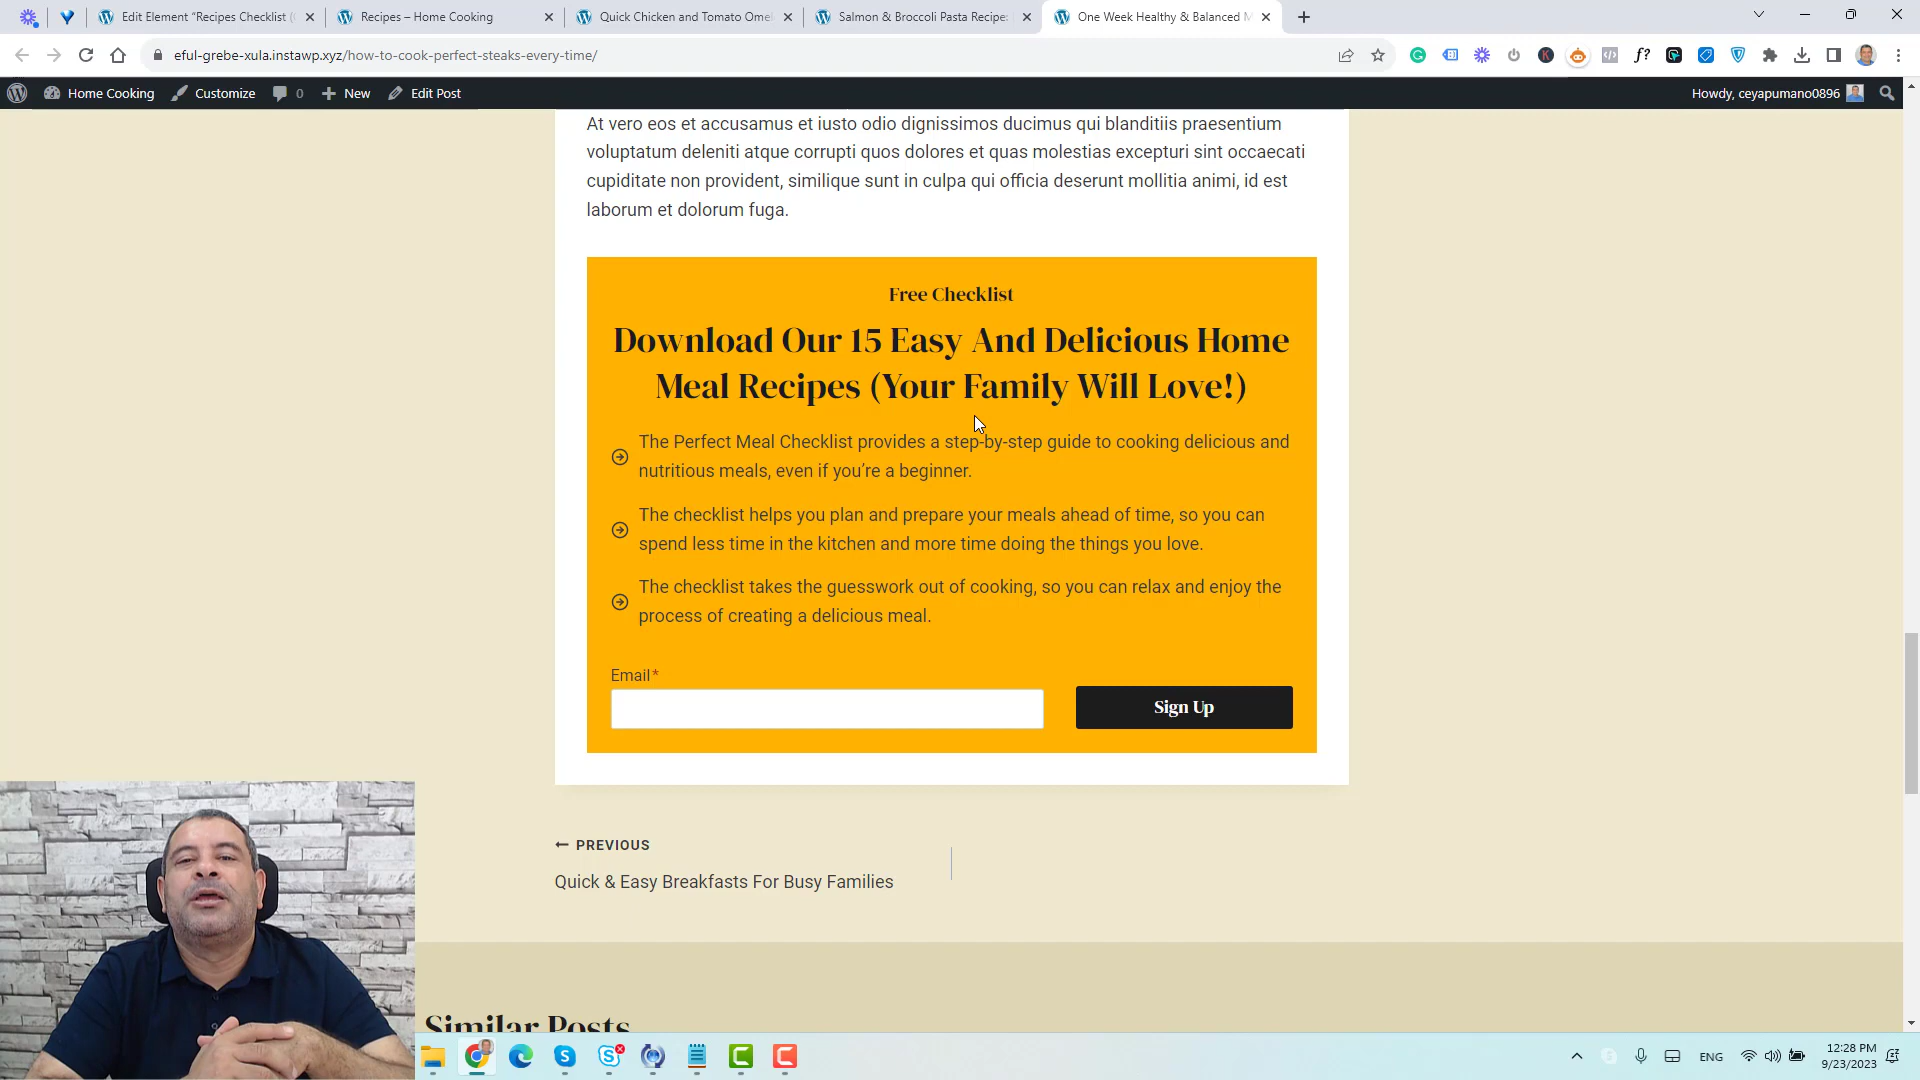 Edit Element “Recipes Checklist (
Recipes – Home Cooking
Quick Chicken and Tomato Ome
Salmon & Broccoli Pasta Recipe:
One Week Healthy & Balanced M
eful-grebe-xula.instawp.xyz/how-to-cook-perfect-steaks-every-time/
Home Cooking
Customize
0
New
Edit Post
Howdy, ceyapumano0896
At vero eos et accusamus et iusto odio dignissimos ducimus qui blanditiis praesentium
voluptatum deleniti atque corrupti quos dolores et quas molestias excepturi sint occaecati
cupiditate non provident, similique sunt in culpa qui officia deserunt mollitia animi, id est
laborum et dolorum fuga.
Free Checklist
Download Our 15 Easy And Delicious Home
Meal Recipes (Your Family Will Love!)
The Perfect Meal Checklist provides a step-by-step guide to cooking delicious and
nutritious meals, even if you’re a beginner.
The checklist helps you plan and prepare your meals ahead of time, so you can
spend less time in the kitchen and more time doing the things you love.
The checklist takes the guesswork out of cooking, so you can relax and enjoy the
process of creating a delicious meal.
Email*
Sign Up
← PREVIOUS
Quick & Easy Breakfasts For Busy Families
Similar Posts
ENG
12:28 PM
9/23/2023